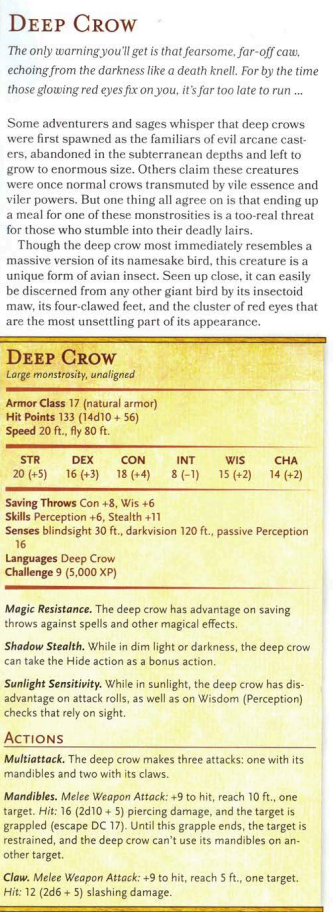 DEEP CROW
The only warning you'll get is that fearsome, far-off caw,
echoing from the darkness like a death knell. For by the time
those glowing red eyes fix on you, it's far too late to run ...
Some adventurers and sages whisper that deep crows
were first spawned as the familiars of evil arcane cast-
ers, abandoned in the subterranean depths and left to
grow to enormous size. Others claim these creatures
were once normal crows transmuted by vile essence and
viler powers. But one thing all agree on is that ending up
a meal for one of these monstrosities is a too-real threat
for those who stumble into their deadly lairs.
Though the deep crow most immediately resembles a
massive version of its namesake bird, this creature is a
unique form of avian insect. Seen up close, it can easily
be discerned from any other giant bird by its insectoid
maw, its four-clawed feet, and the cluster of red eyes that
are the most unsettling part of its appearance.
DEEP CROW
Large monstrosity, unaligned
Armor Class 17 (natural armor)
Hit Points 133 (14d10 + 56)
Speed 20 ft., fly 80 ft.
STR DEX CON INT WIS CHA
20 (+5) 16 (+3) 18 (+4) 8 (−1) 15 (+2) 14 (+2)
Saving Throws Con +8, Wis +6
Skills Perception +6, Stealth +11
Senses blindsight 30 ft., darkvision 120 ft., passive Perception
16
Languages Deep Crow
Challenge 9 (5,000 XP)
Magic Resistance. The deep crow has advantage on saving
throws against spells and other magical effects.
Shadow Stealth. While in dim light or darkness, the deep crow
can take the Hide action as a bonus action.
Sunlight Sensitivity. While in sunlight, the deep crow has dis-
advantage on attack rolls, as well as on Wisdom (Perception)
checks that rely on sight.
ACTIONS
Multiattack. The deep crow makes three attacks: one with its
mandibles and two with its claws.
Mandibles. Melee Weapon Attack: +9 to hit, reach 10 ft., one
target. Hit: 16 (2d10 + 5) piercing damage, and the target is
grappled (escape DC 17). Until this grapple ends, the target is
restrained, and the deep crow can't use its mandibles on an-
other target.
Claw. Melee Weapon Attack: +9 to hit, reach 5 ft., one target.
Hit: 12 (2d6 + 5) slashing damage.